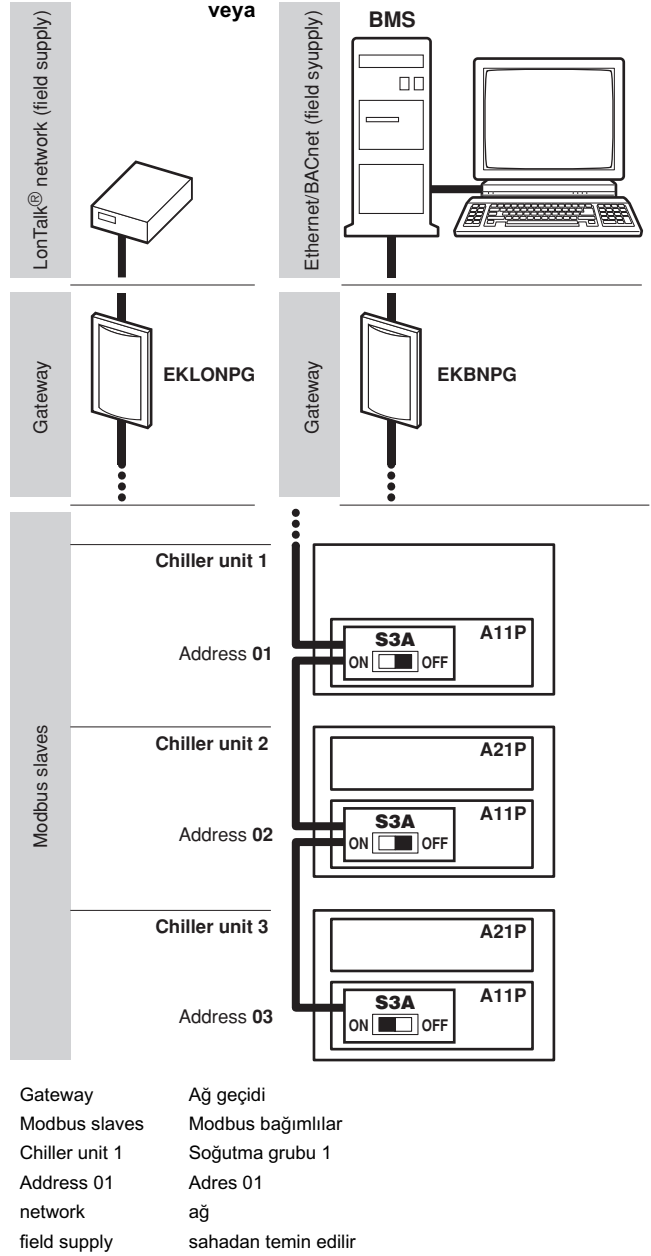 LonTalk® network (field supply)
veya
Ethernet/BACnet (field syupply)
BMS
Gateway
EKLONPG
Gateway
EKBNPG
Modbus slaves
Chiller unit 1
Address 01
S3A
ON OFF
A11P
Chiller unit 2
A21P
Address 02
S3A
ON OFF
A11P
Chiller unit 3
A21P
Address 03
S3A
ON OFF
A11P
Gateway Ağ geçidi
Modbus slaves Modbus bağımlılar
Chiller unit 1 Soğutma grubu 1
Address 01 Adres 01
network ağ
field supply sahadan temin edilir